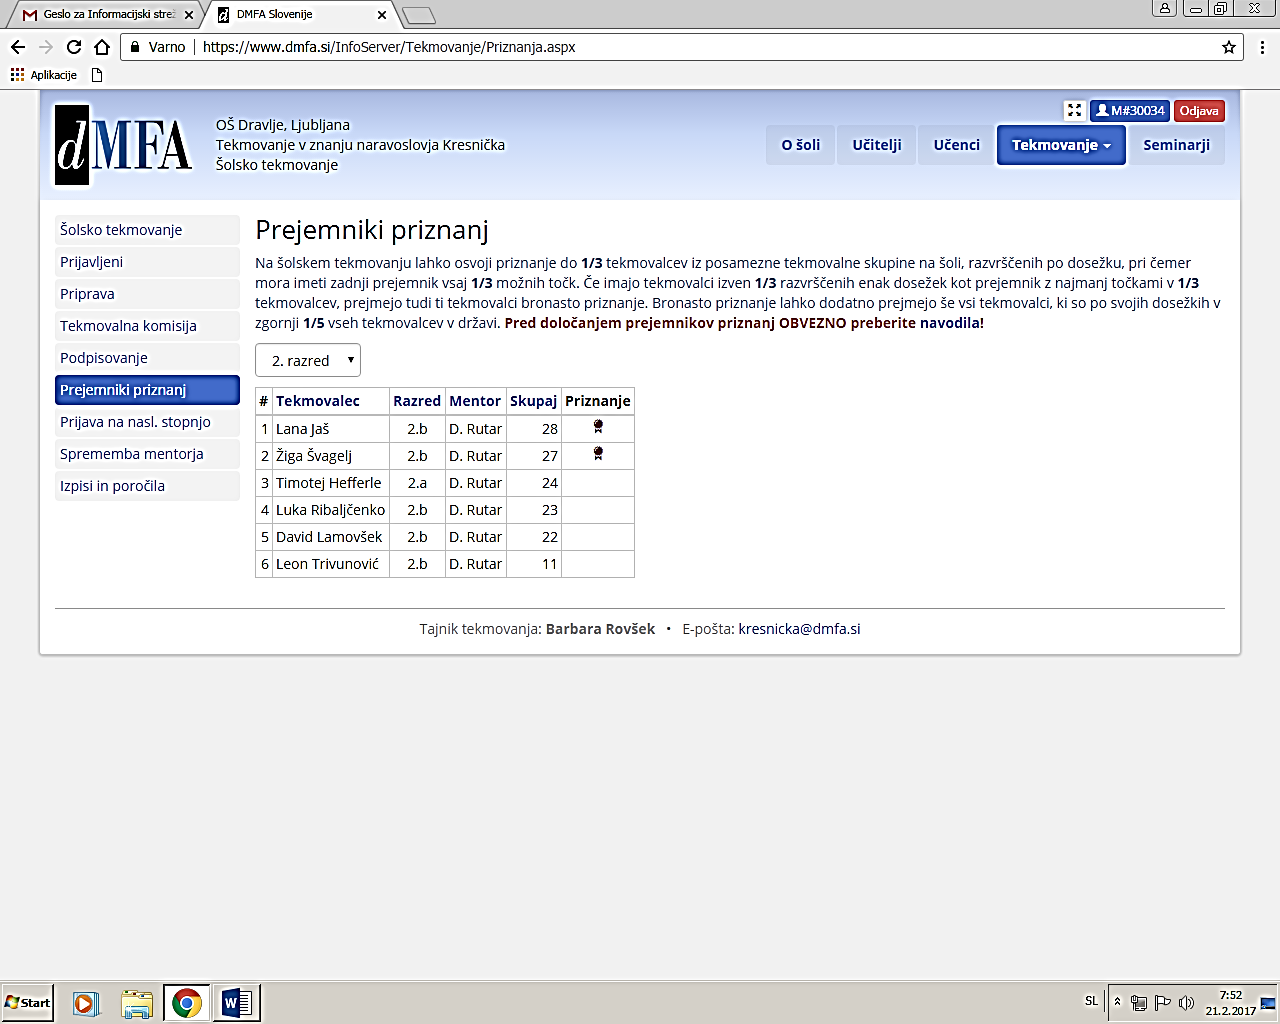 Geslo za Informacijski strež
DMFA Slovenije
Varno
https://www.dmfa.si/InfoServer/Tekmovanje/Priznanja.aspx
Aplikacije
dMFA
OŠ Dravlje, Ljubljana
Tekmovanje v znanju naravoslovja Kresnička
Šolsko tekmovanje
M#30034 Odjava
O šoli Učitelji Učenci Tekmovanje Seminarji
Šolsko tekmovanje
Prijavljeni
Priprava
Tekmovalna komisija
Podpisovanje
Prejemniki priznanj
Prijava na nasl. stopnjo
Sprememba mentorja
Izpisi in poročila
Prejemniki priznanj
Na šolskem tekmovanju lahko osvoji priznanje do 1/3 tekmovalcev iz posamezne tekmovalne skupine na šoli, razvrščenih po dosežku, pri čemer
mora imeti zadnji prejemnik vsaj 1/3 možnih točk. Če imajo tekmovalci izven 1/3 razvrščenih enak dosežek kot prejemnik z najmanj točkami v 1/3
tekmovalcev, prejmejo tudi ti tekmovalci bronasto priznanje. Bronasto priznanje lahko dodatno prejmejo še vsi tekmovalci, ki so po svojih dosežkih v
zgornji 1/5 vseh tekmovalcev v državi. Pred določanjem prejemnikov priznanj OBVEZNO preberite navodila!
2. razred
# Tekmovalec Razred Mentor Skupaj Priznanje
1 Lana Jaš 2.b D. Rutar 28
2 Žiga Švagelj 2.b D. Rutar 27
3 Timotej Hefferle 2.a D. Rutar 24
4 Luka Ribaljčenko 2.b D. Rutar 23
5 David Lamovšek 2.b D. Rutar 22
6 Leon Trivunović 2.b D. Rutar 11
Tajnik tekmovanja: Barbara Rovšek • E-pošta: kresnicka@dmfa.si
Start
SL
7:52
21.2.2017